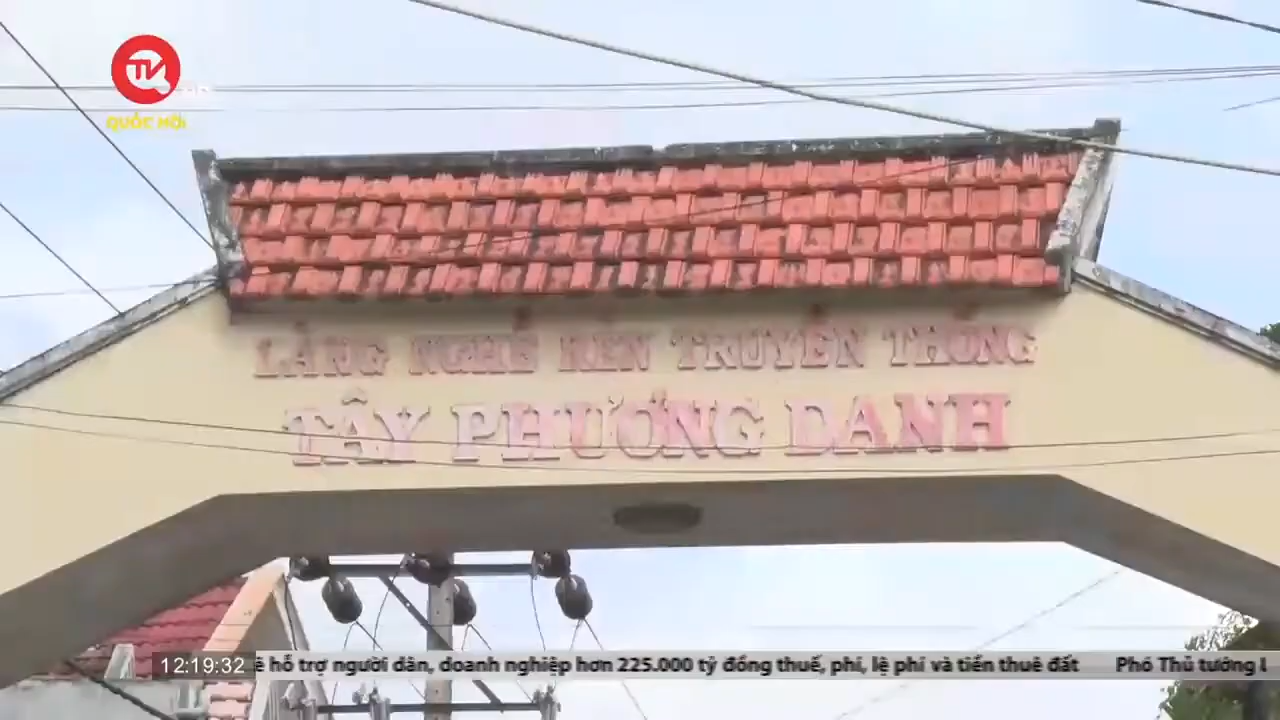 TV
QUỐC HỘI
LÀNG NGHỀ RÈN TRUYỀN THỐNG
TÂY PHƯƠNG DANH
12:19:32
hỗ trợ người dân, doanh nghiệp hơn 225.000 tỷ đồng thuế, phí, lệ phí và tiền thuê đất Phó Thủ tướng